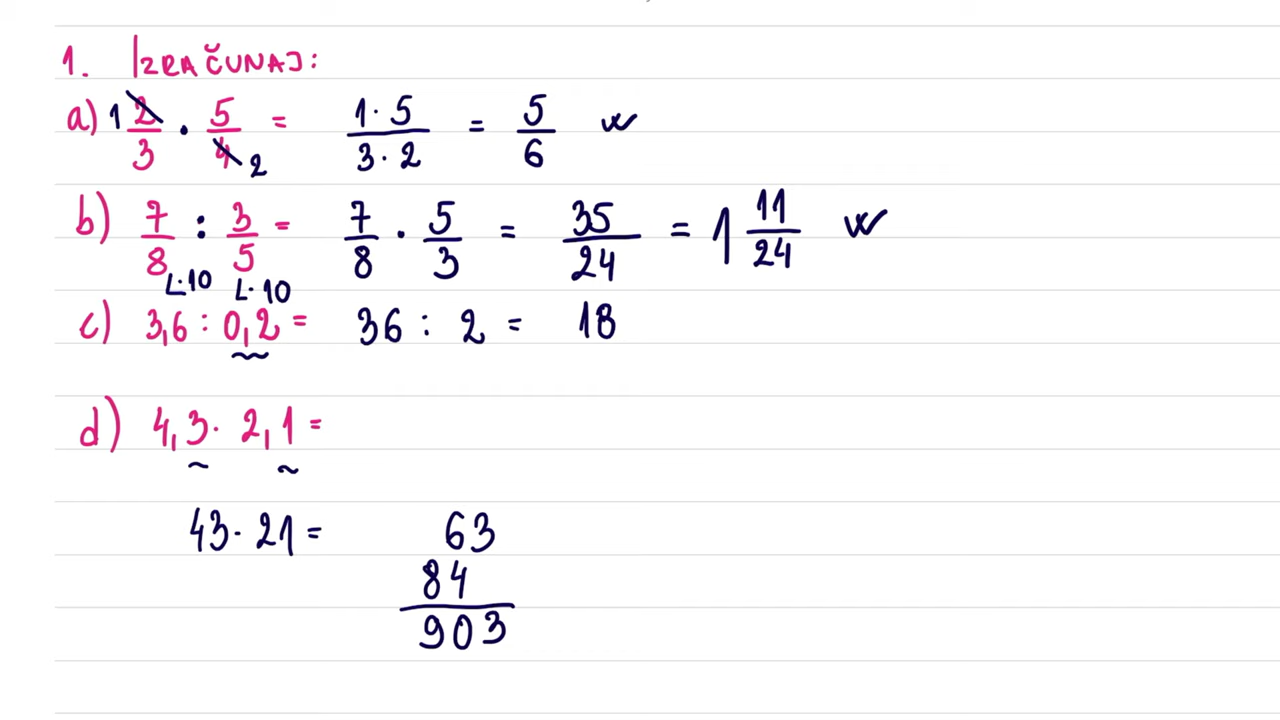 1. IZRAČUNAJ:
a) 1 2/3 · 5/4 2 = 1·5/3·2 = 5/6 w
b) 7/8 : 3/5 = 7/8 · 5/3 = 35/24 = 1 11/24 w
L·10 L·10
c) 3,6 : 0,2 = 36 : 2 = 18
d) 4,3 · 2,1 =
43 · 21 = 63
84
903